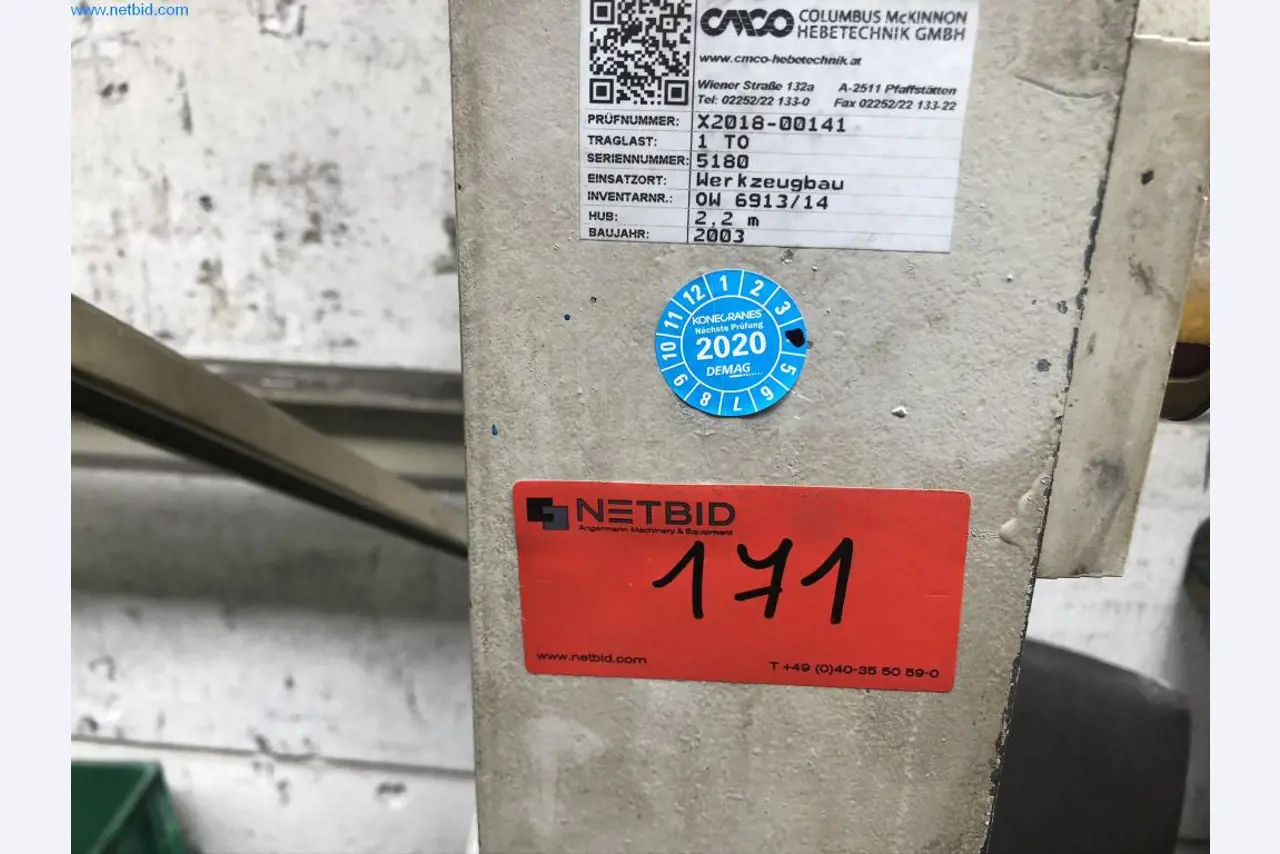 www.netbid.com
CMCO COLUMBUS McKINNON
HEBETECHNIK GMBH
www.cmco-hebetechnik.at
Wiener Straße 132a A-2511 Pfaffstätten
Tel: 02252/22 133-0 Fax 02252/22 133-22
PRÜFNUMMER: X2018-00141
TRAGLAST: 1 TO
SERIENNUMMER: 5180
EINSATZORT: Werkzeugbau
INVENTARNR.: OW 6913/14
HUB: 2,2 m
BAUJAHR: 2003
12 1 2 3 5 6 7 8 9 10 11
KONECRANES
Nächste Prüfung
2020
DEMAG
NETBID
Angermann Machinery & Equipment
171
www.netbid.com
T +49 (0)40-35 50 59-0